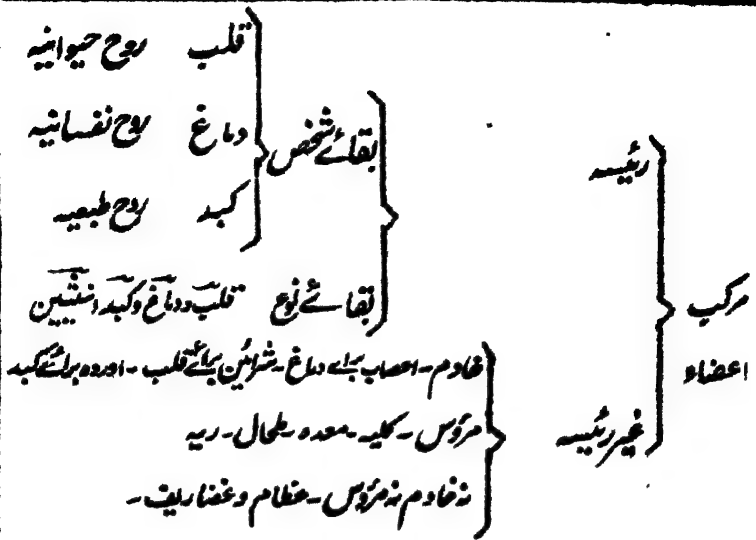 مرکب اعضاء
رئیسہ
بقائے شخص
قلب روح حیوانیہ
دماغ روح نفسانیہ
کبد روح طبعیہ
بقائے نوع قلب و دماغ و کبد انثیین
غیر رئیسہ
خادم۔ اعصاب برائے دماغ۔ شرائین برائے قلب۔ اوردہ برائے کبد
مرؤس۔ کلیہ۔ معدہ۔ طحال۔ ریہ
نہ خادم نہ مرؤس۔ عظام و غضاریف۔